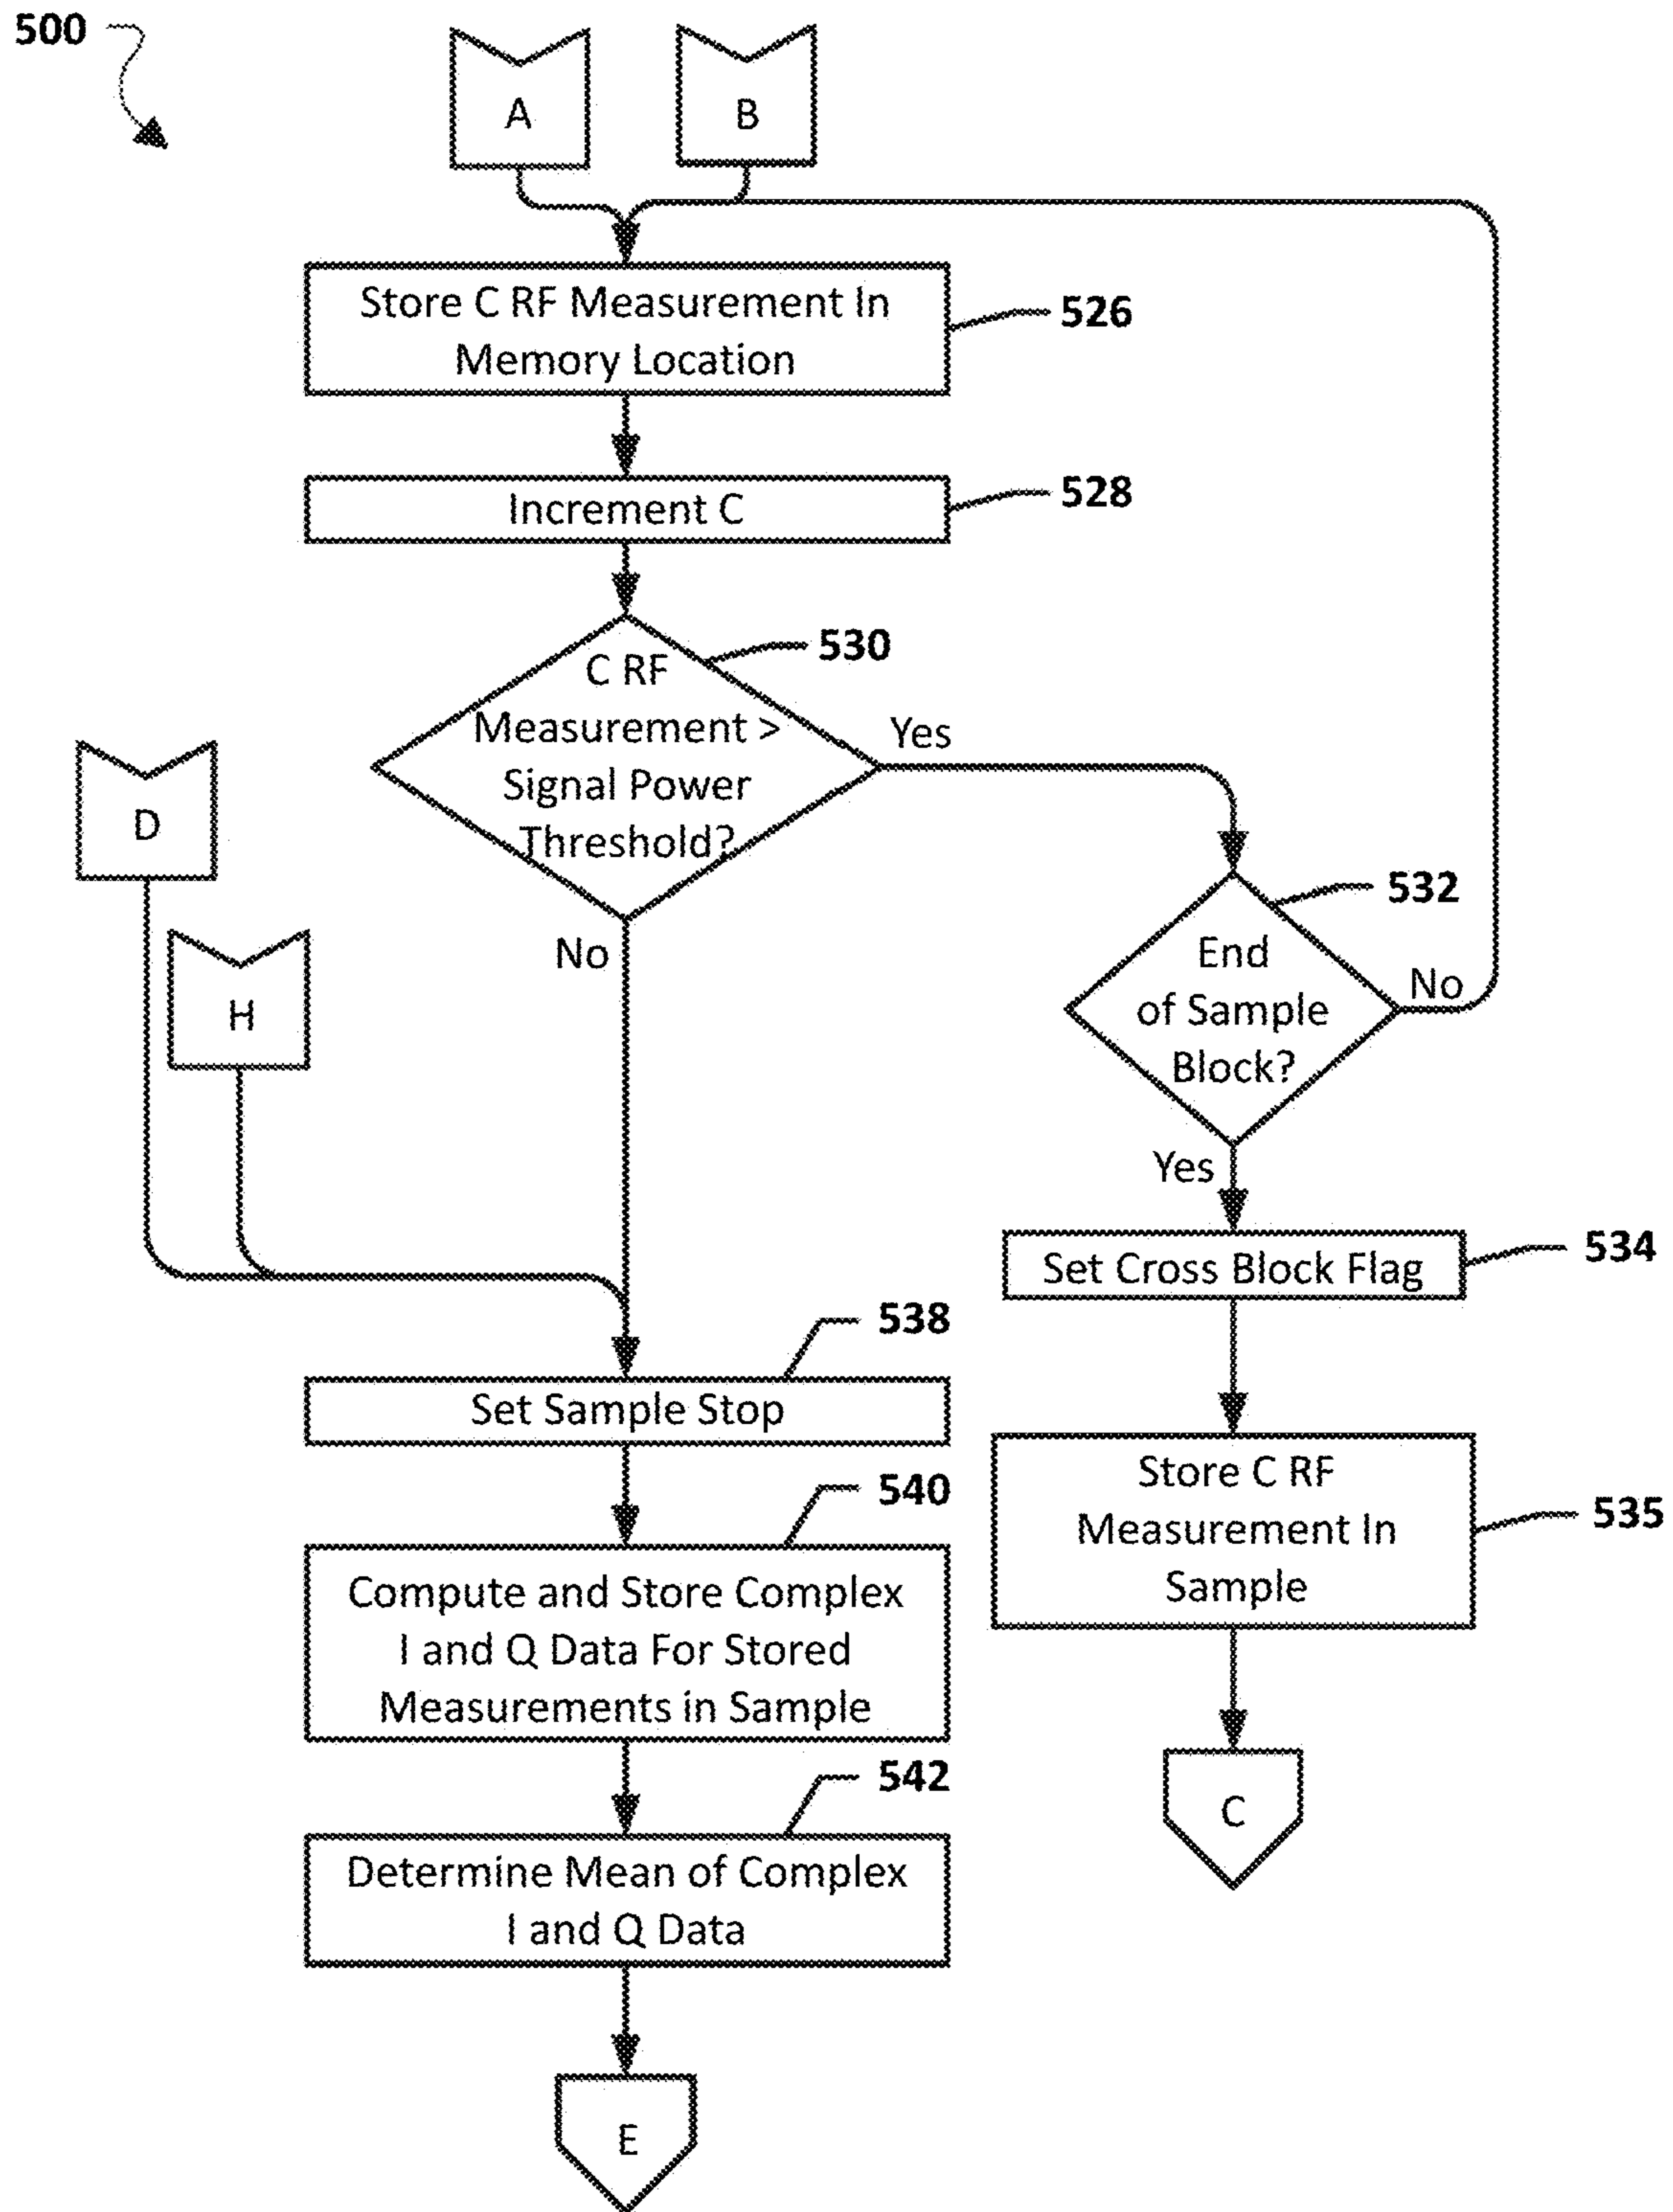 500
A
B
Store C RF Measurement In
Memory Location
526
Increment C
528
530
C RF
Measurement >
Signal Power
Threshold?
Yes
No
D
H
532
End
of Sample
Block?
No
Yes
Set Cross Block Flag
534
538
Set Sample Stop
Store C RF
Measurement In
Sample
535
540
Compute and Store Complex
I and Q Data For Stored
Measurements in Sample
C
542
Determine Mean of Complex
I and Q Data
E